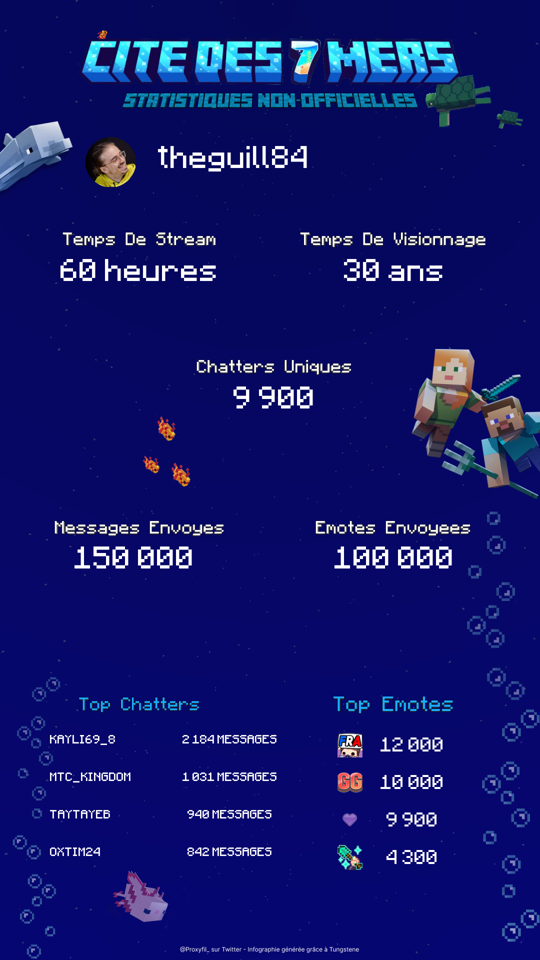 CITE DES 7 MERS
STATISTIQUES NON-OFFICIELLES
theguill84
Temps De Stream
60 heures
Temps De Visionnage
30 ans
Chatters Uniques
9 900
Messages Envoyes
150 000
Emotes Envoyees
100 000
Top Chatters
KAYLI69_8 2 184 MESSAGES
MTC_KINGDOM 1 031 MESSAGES
TAYTAYEB 940 MESSAGES
OXTIM24 842 MESSAGES
Top Emotes
FRA 12 000
GG 10 000
9 900
4 300
@Proxyfil_ sur Twitter - Infographie générée grâce à Tungstene